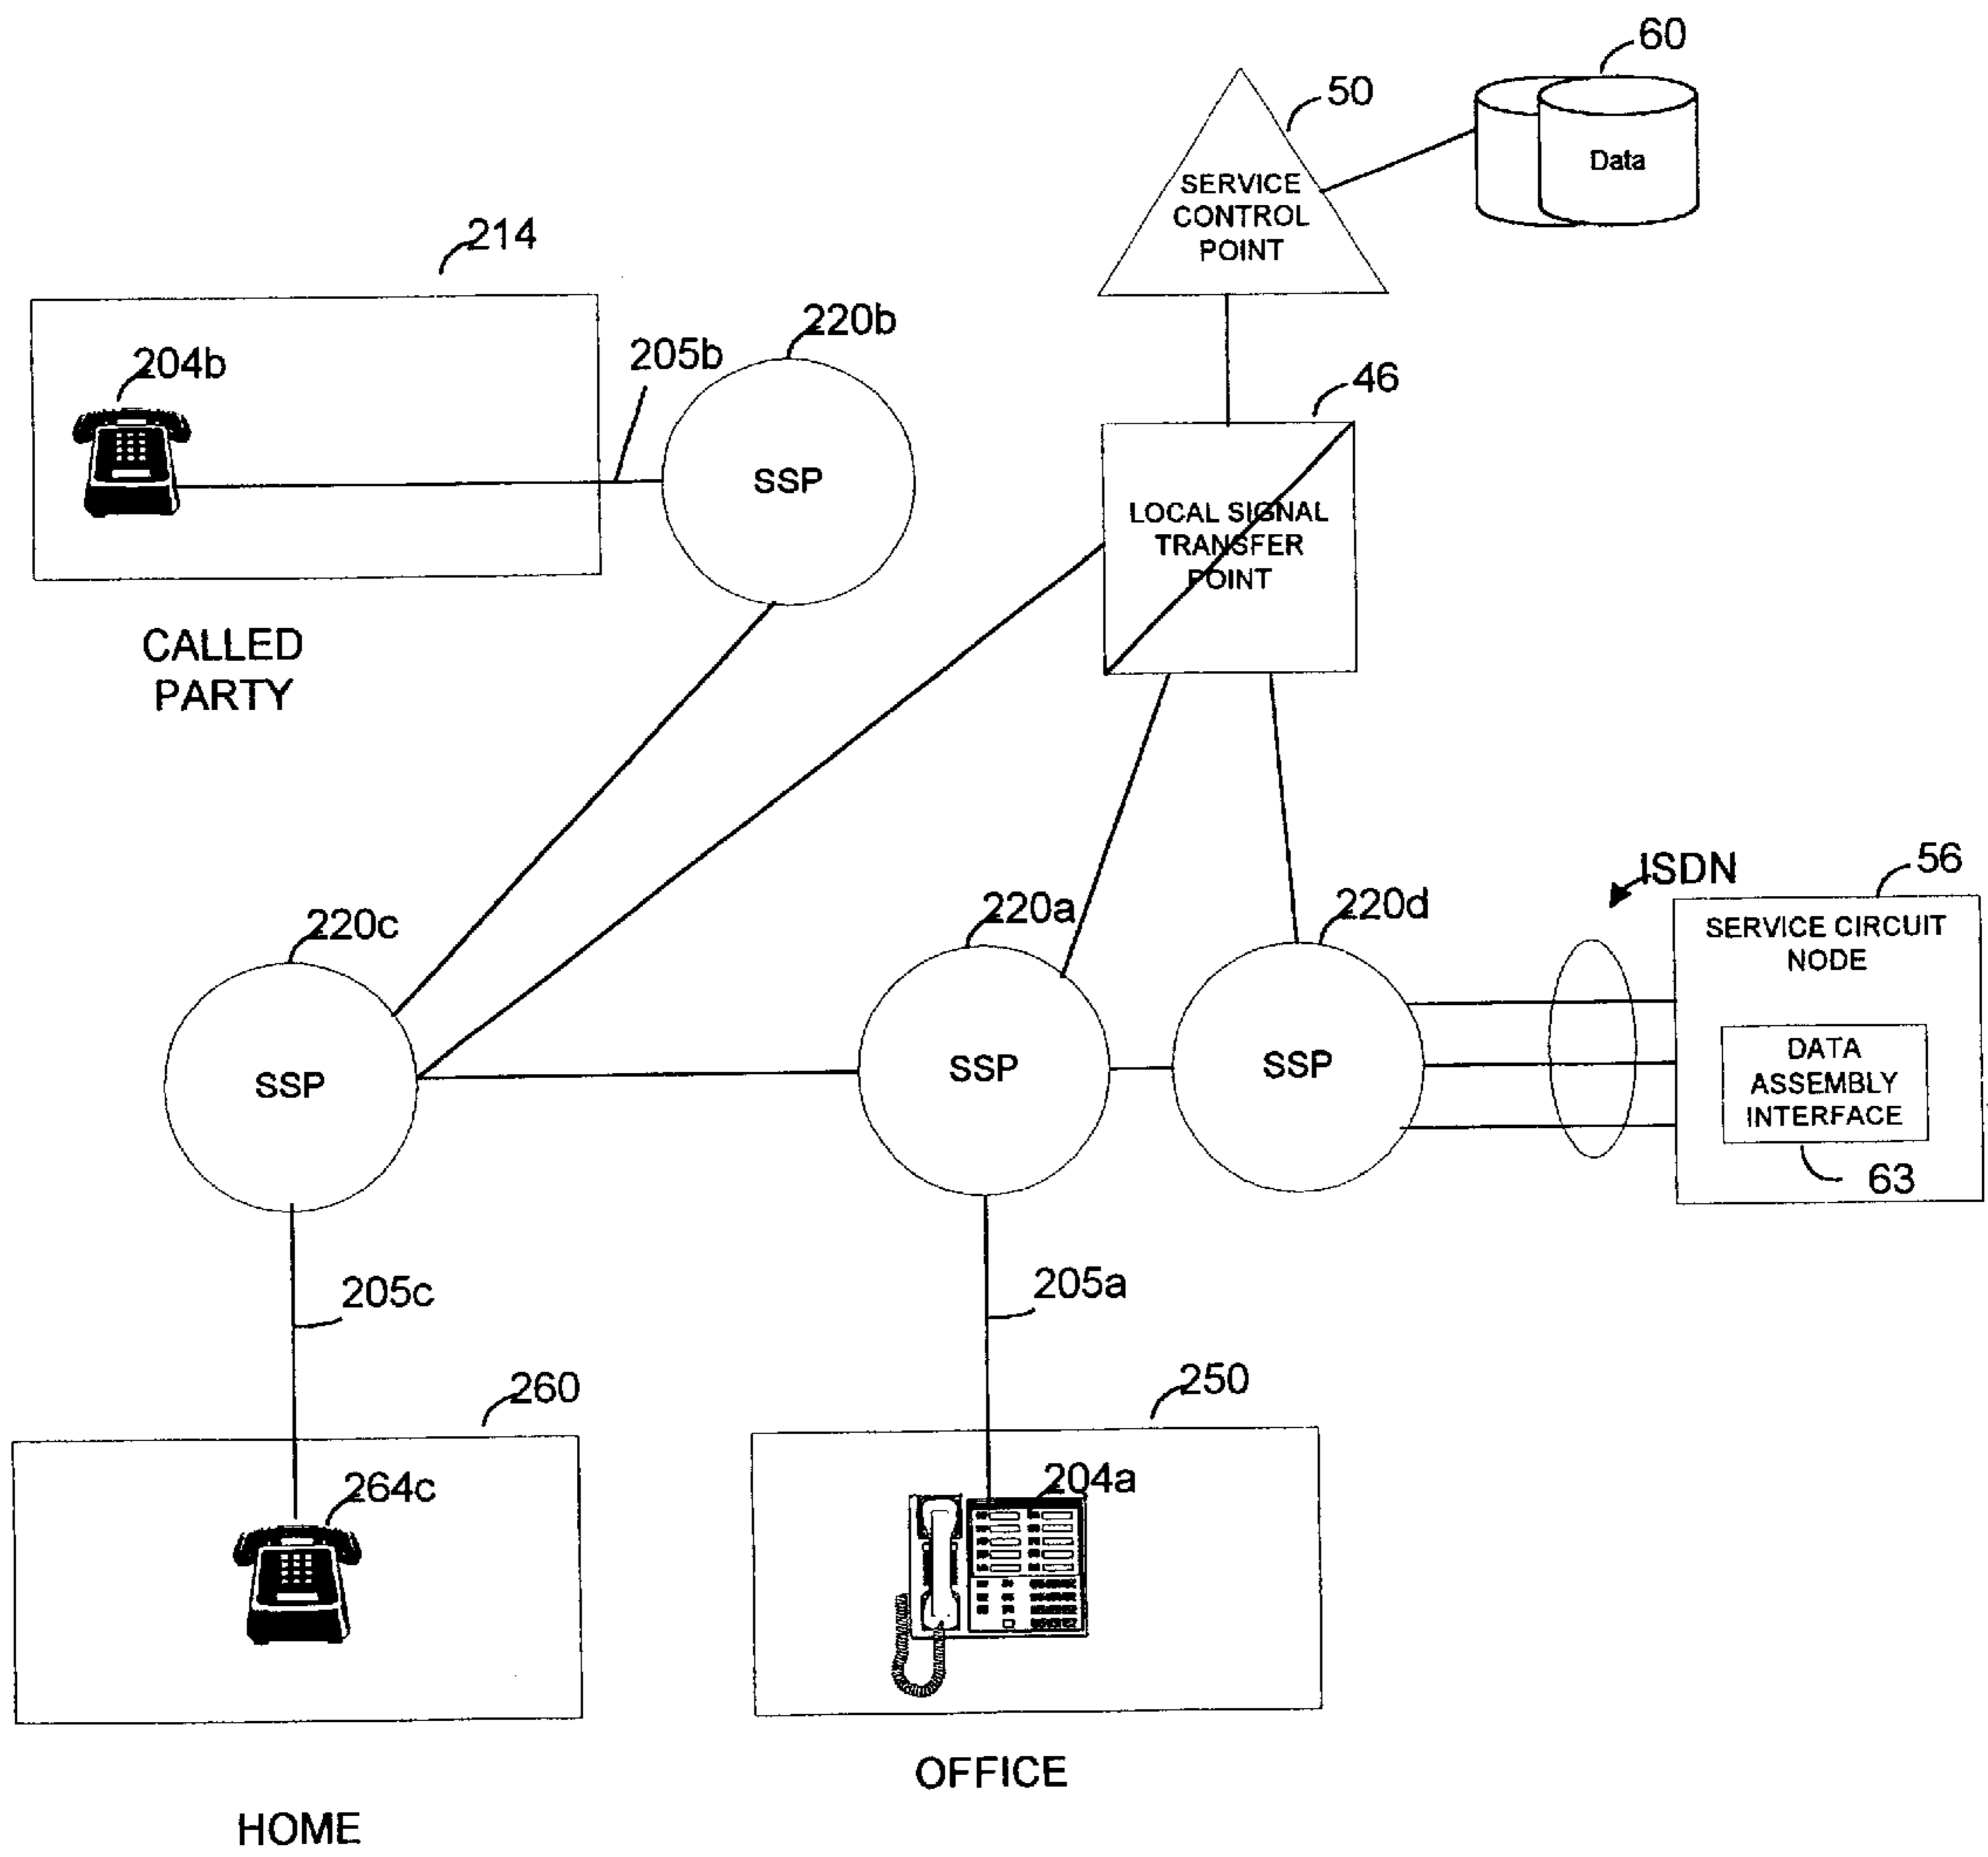 60
50
Data
SERVICE
CONTROL
POINT
214
220b
205b
204b
46
SSP
LOCAL SIGNAL
TRANSFER
POINT
CALLED
PARTY
ISDN
56
220c
220a
220d
SERVICE CIRCUIT
NODE
SSP
SSP
SSP
DATA
ASSEMBLY
INTERFACE
63
205c
205a
260
250
264c
204a
OFFICE
HOME